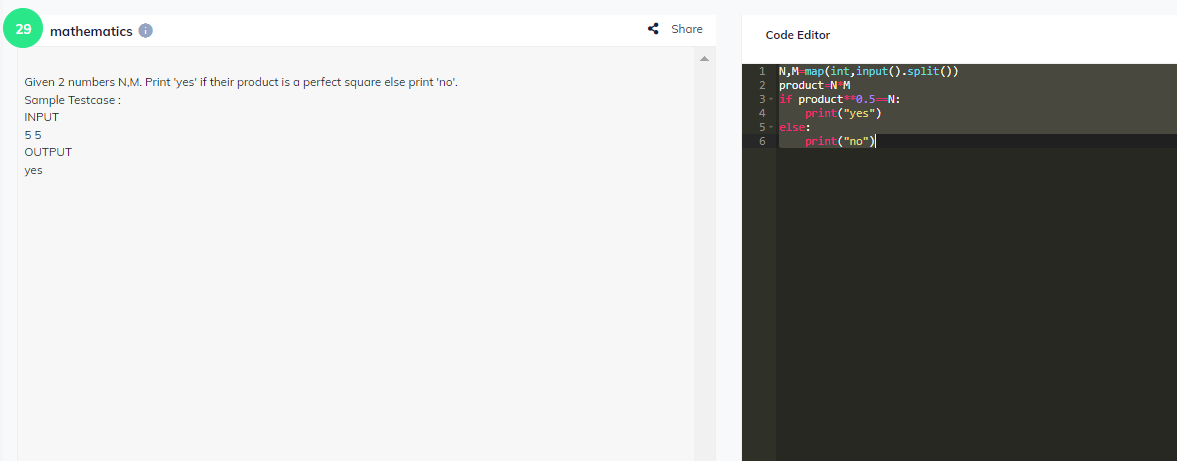 29 mathematics i Share
Given 2 numbers N,M. Print 'yes' if their product is a perfect square else print 'no'.
Sample Testcase :
INPUT
5 5
OUTPUT
yes
Code Editor
1 N,M=map(int,input().split())
2 product=N*M
3 if product**0.5==N:
4     print("yes")
5 else:
6     print("no")